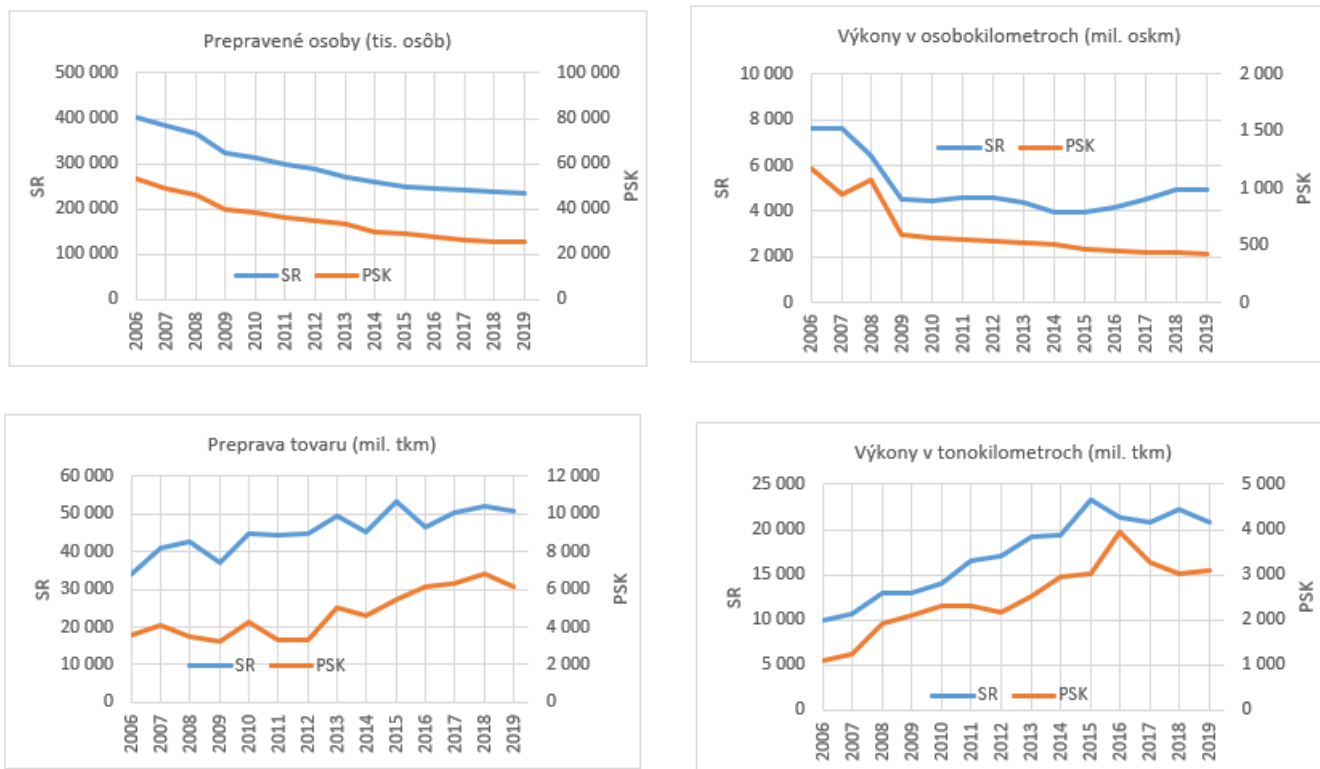 Prepravené osoby (tis. osôb)
500 000 100 000
400 000 80 000
300 000 60 000
200 000 40 000
100 000 20 000
0 0
SR
PSK
SR PSK
2006 2007 2008 2009 2010 2011 2012 2013 2014 2015 2016 2017 2018 2019
Výkony v osobokilometroch (mil. oskm)
10 000 2 000
8 000 1 500
6 000 1 000
4 000 500
2 000
0 0
SR
PSK
SR PSK
2006 2007 2008 2009 2010 2011 2012 2013 2014 2015 2016 2017 2018 2019
Preprava tovaru (mil. tkm)
60 000 12 000
50 000 10 000
40 000 8 000
30 000 6 000
20 000 4 000
10 000 2 000
0 0
SR
PSK
SR PSK
2006 2007 2008 2009 2010 2011 2012 2013 2014 2015 2016 2017 2018 2019
Výkony v tonokilometroch (mil. tkm)
25 000 5 000
20 000 4 000
15 000 3 000
10 000 2 000
5 000 1 000
0 0
SR
PSK
SR PSK
2006 2007 2008 2009 2010 2011 2012 2013 2014 2015 2016 2017 2018 2019